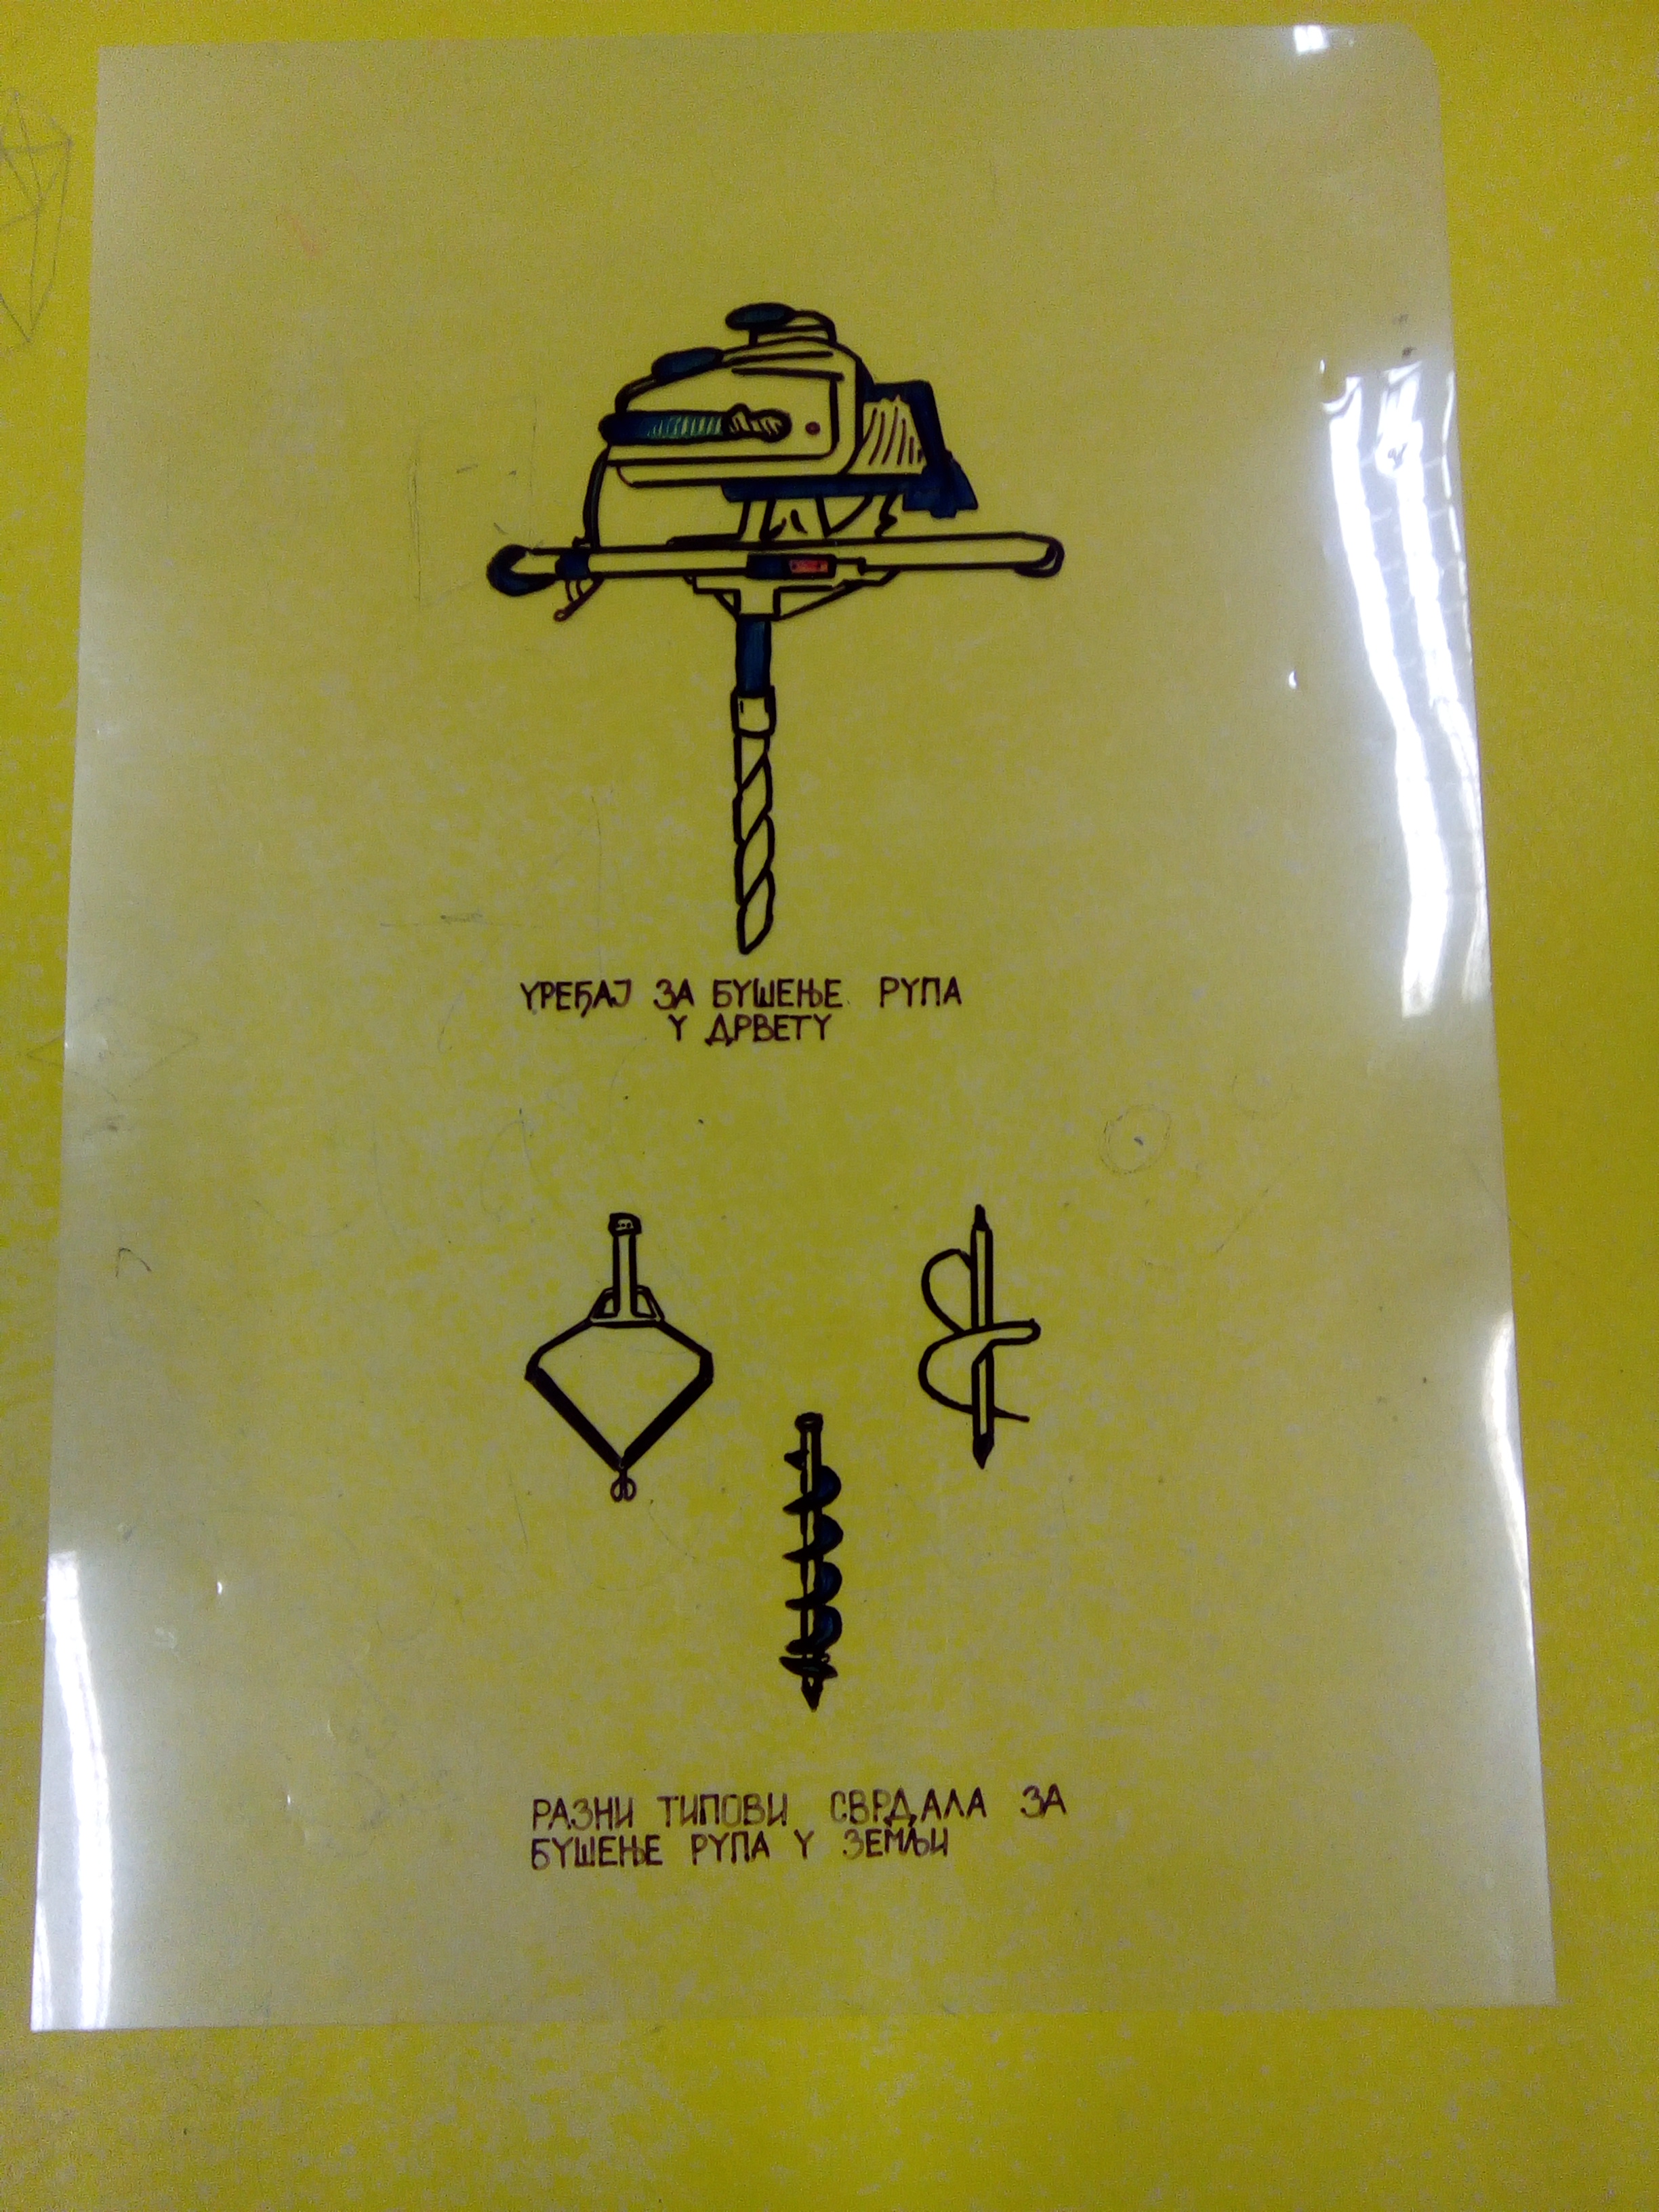 УРЕЂАЈ ЗА БУШЕЊЕ РУПА
У ДРВЕТУ
РАЗНИ ТИПОВИ СВРДАЛА ЗА
БУШЕЊЕ РУПА У ЗЕМЉИ